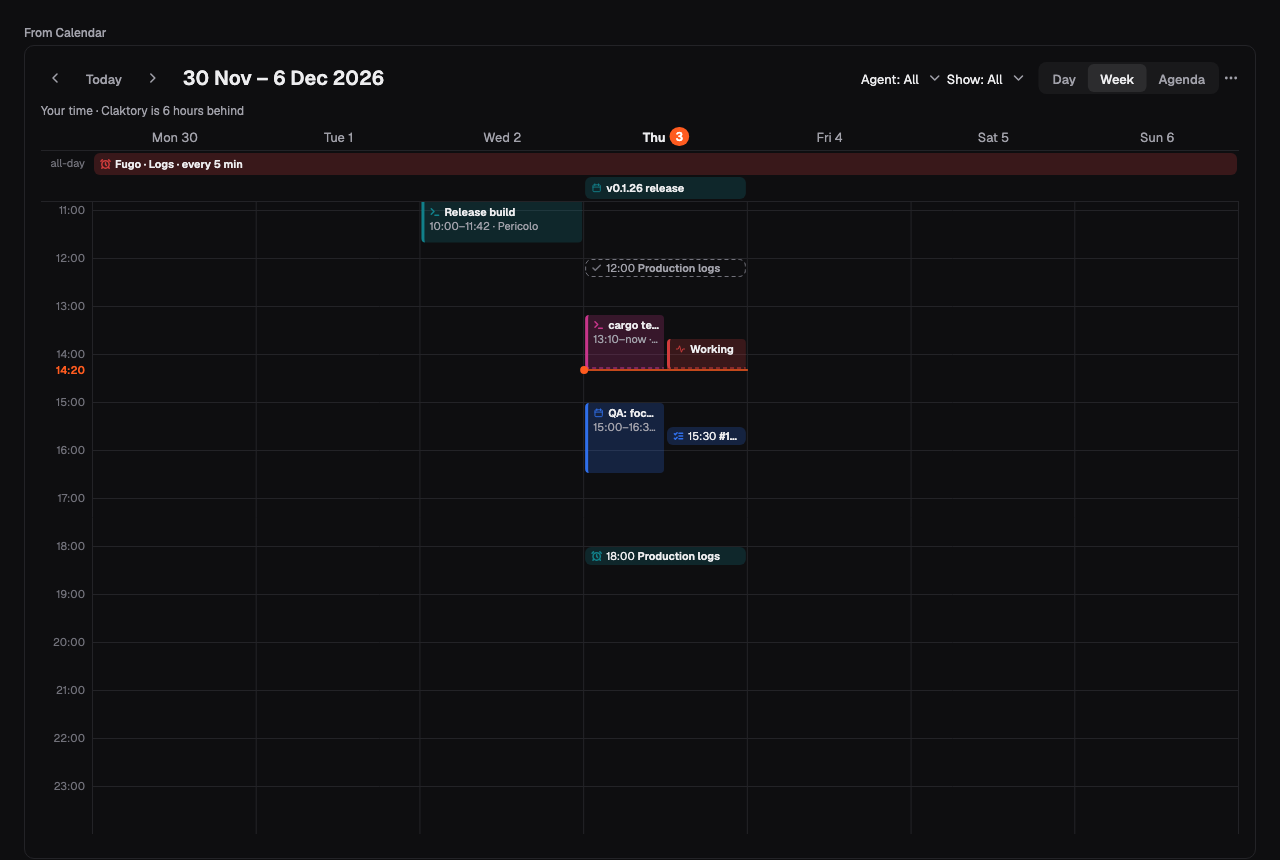 From Calendar
Today
30 Nov – 6 Dec 2026
Agent: All
Show: All
Day
Week
Agenda
Your time · Claktory is 6 hours behind
Mon 30
Tue 1
Wed 2
Thu 3
Fri 4
Sat 5
Sun 6
all-day
Fugo · Logs · every 5 min
v0.1.26 release
11:00
Release build
10:00–11:42 · Pericolo
12:00
12:00 Production logs
13:00
cargo te…
13:10–now ·…
Working
14:00
14:20
15:00
QA: foc…
15:00–16:3…
15:30 #1…
16:00
17:00
18:00
18:00 Production logs
19:00
20:00
21:00
22:00
23:00